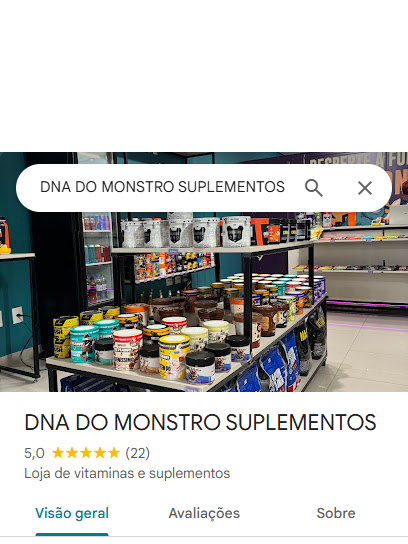 DESPERTE A FO
DNA DO MONSTRO SUPLEMENTOS
DNA DO MONSTRO SUPLEMENTOS
5,0 ★★★★★ (22)
Loja de vitaminas e suplementos
Visão geral
Avaliações
Sobre